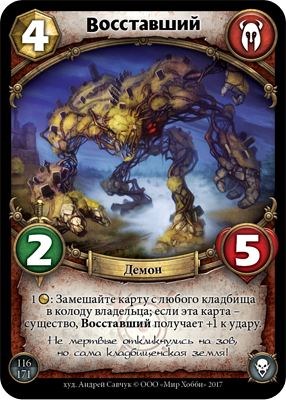 4
Восставший
2
Демон
5
1 : Замешайте карту с любого кладбища
в колоду владельца; если эта карта –
существо, Восставший получает +1 к удару.
Не мертвые откликнулись на зов,
но сама кладбищенская земля!
116
171
худ. Андрей Савчук © ООО «Мир Хобби» 2017